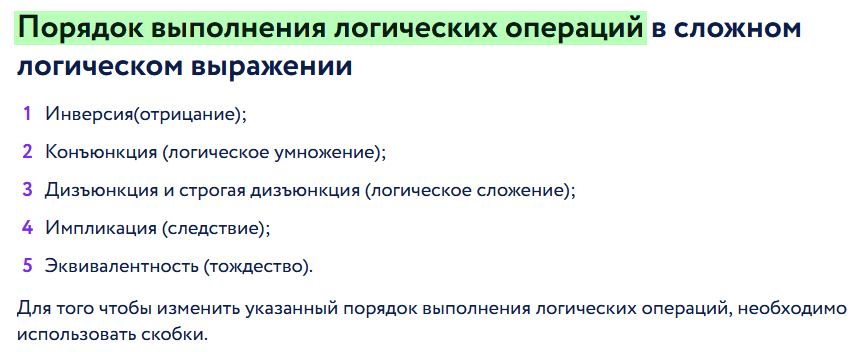 Порядок выполнения логических операций в сложном
логическом выражении
1 Инверсия(отрицание);
2 Конъюнкция (логическое умножение);
3 Дизъюнкция и строгая дизъюнкция (логическое сложение);
4 Импликация (следствие);
5 Эквивалентность (тождество).
Для того чтобы изменить указанный порядок выполнения логических операций, необходимо
использовать скобки.